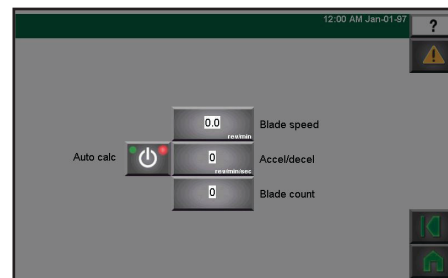 12:00 AM Jan-01-97
?
0.0
rev/min
Blade speed
Auto calc
0
rev/min/sec
Accel/decel
0
Blade count